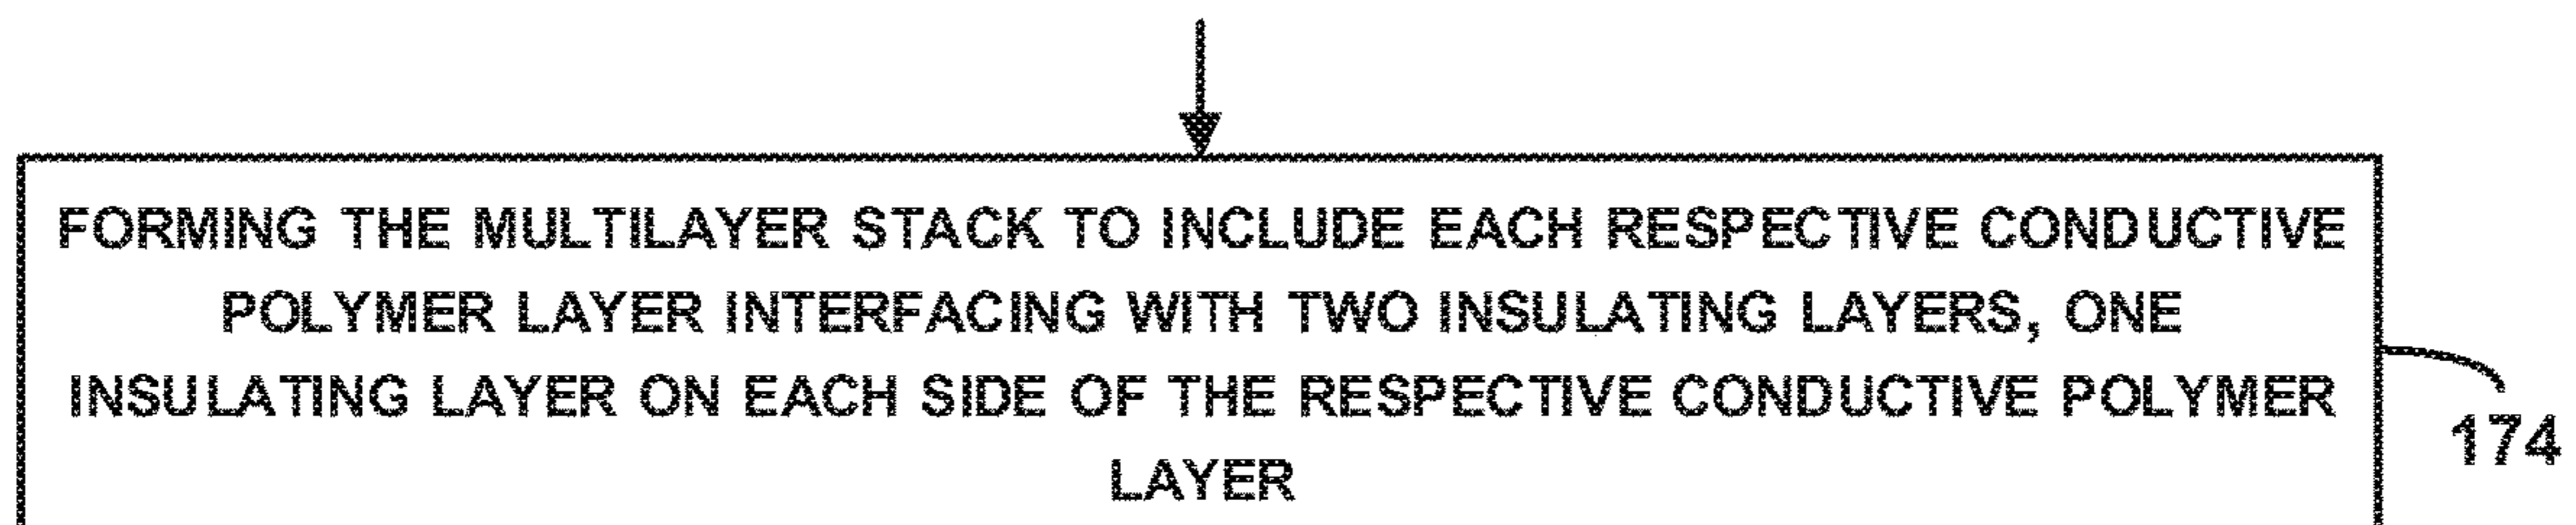 FORMING THE MULTILAYER STACK TO INCLUDE EACH RESPECTIVE CONDUCTIVE
POLYMER LAYER INTERFACING WITH TWO INSULATING LAYERS, ONE
INSULATING LAYER ON EACH SIDE OF THE RESPECTIVE CONDUCTIVE POLYMER
LAYER
174